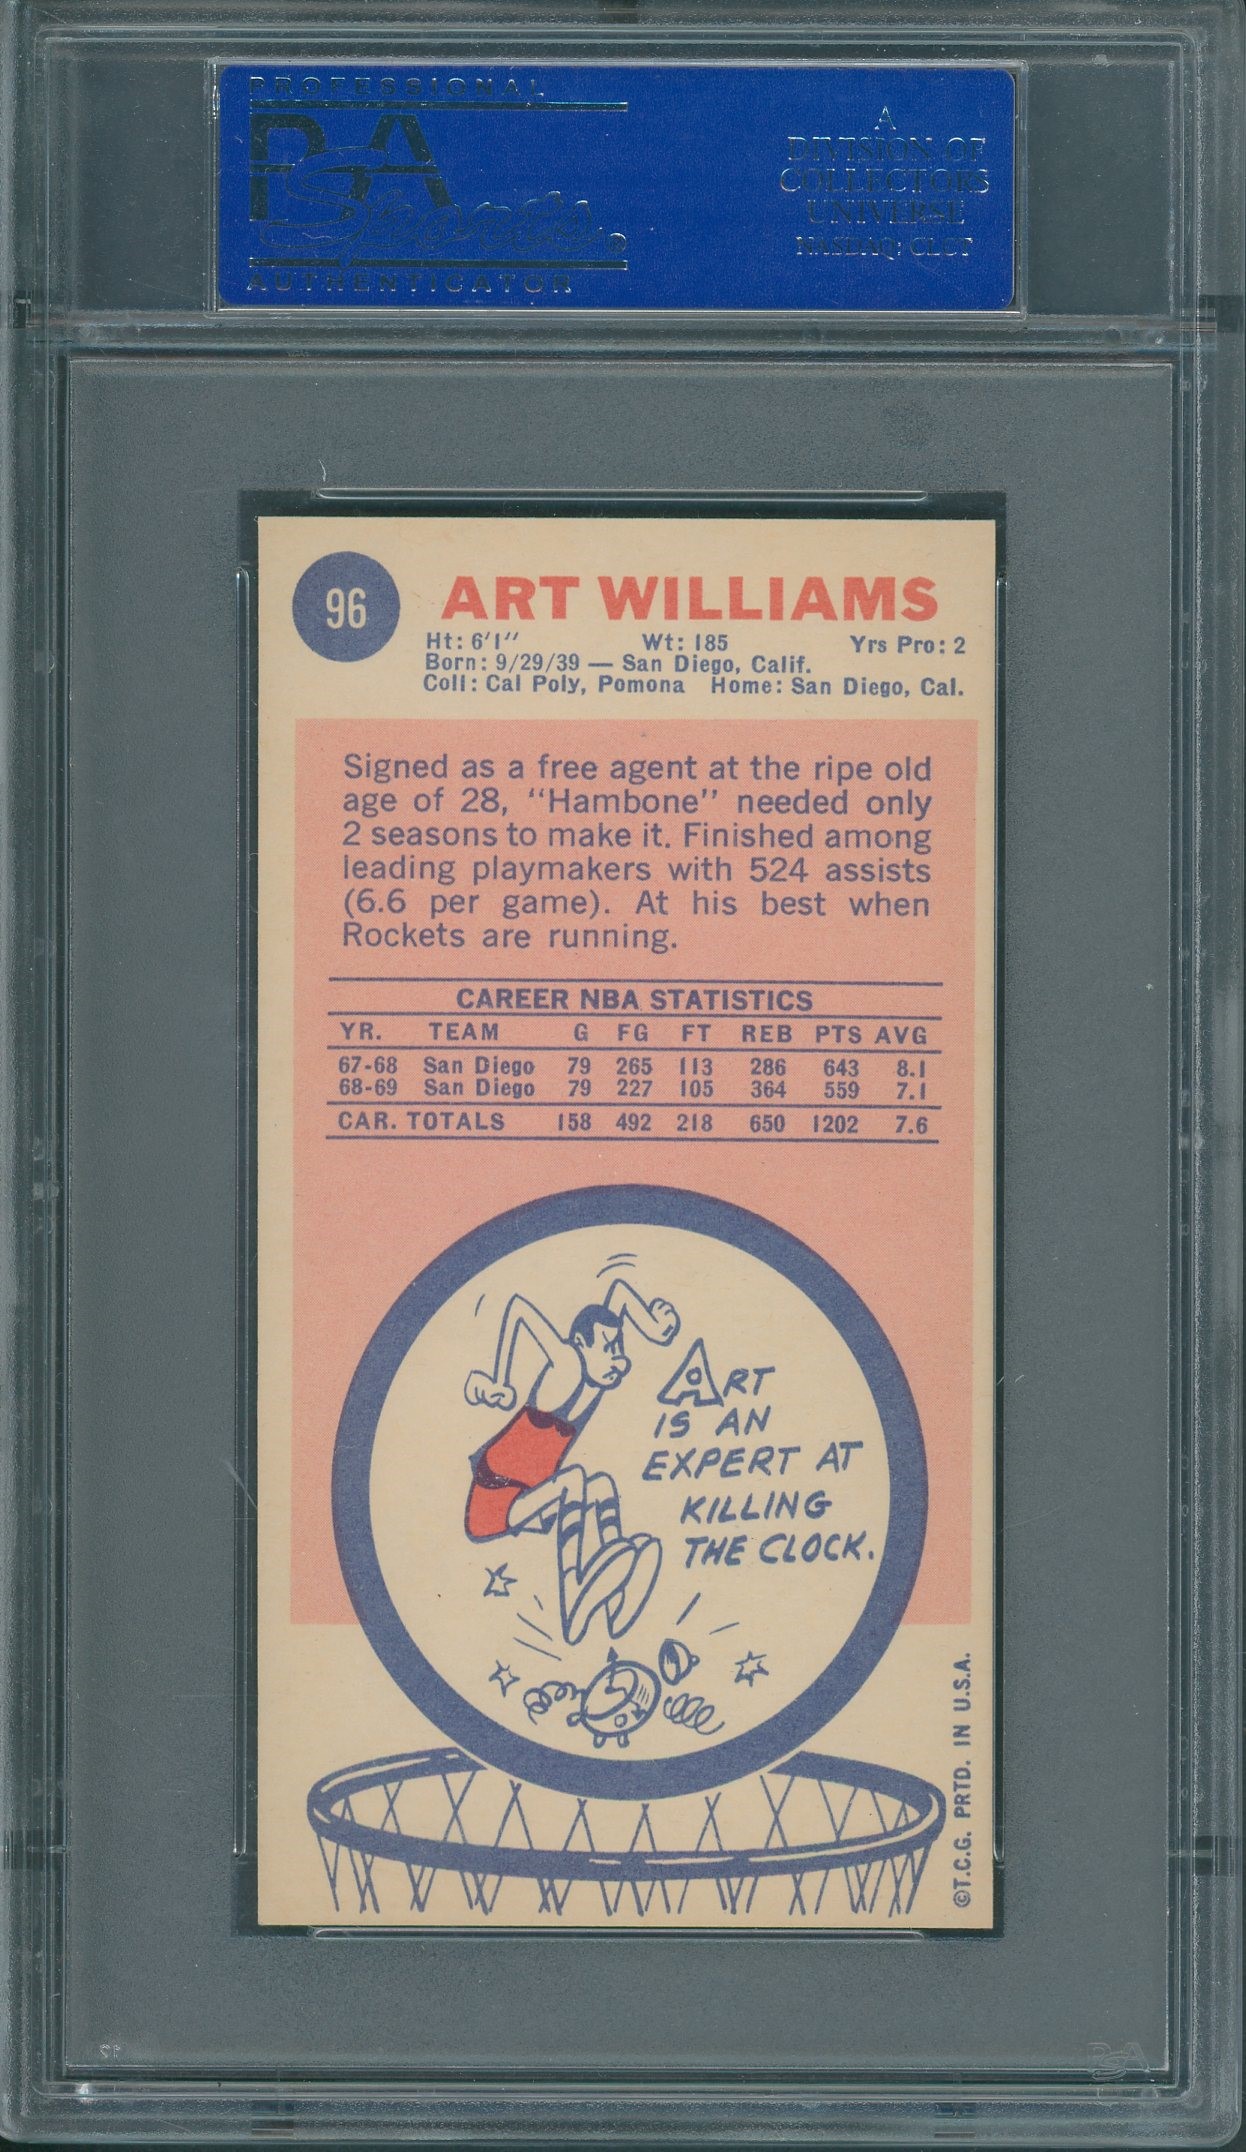 PROFESSIONAL
PSA
Sports®
AUTHENTICATOR
A
DIVISION OF
COLLECTORS
UNIVERSE
NASDAQ: CLCT
96
ART WILLIAMS
Ht: 6'1" Wt: 185 Yrs Pro: 2
Born: 9/29/39 — San Diego, Calif.
Coll: Cal Poly, Pomona Home: San Diego, Cal.
Signed as a free agent at the ripe old
age of 28, "Hambone" needed only
2 seasons to make it. Finished among
leading playmakers with 524 assists
(6.6 per game). At his best when
Rockets are running.
CAREER NBA STATISTICS
YR. TEAM G FG FT REB PTS AVG
67-68 San Diego 79 265 113 286 643 8.1
68-69 San Diego 79 227 105 364 559 7.1
CAR. TOTALS 158 492 218 650 1202 7.6
ART
IS AN
EXPERT AT
KILLING
THE CLOCK.
©T.C.G. PRTD. IN U.S.A.
PSA